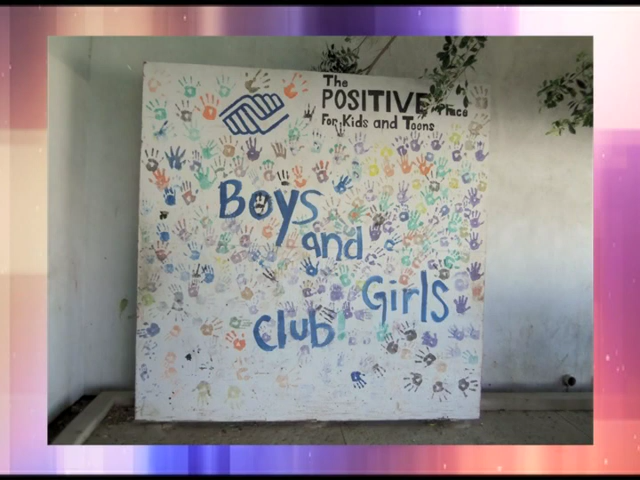 The
POSITIVE Place
For Kids and Teens
Boys
and
Girls
Club!